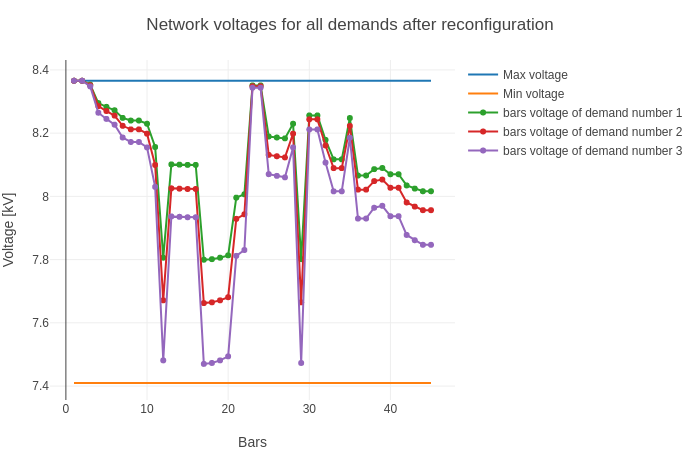 Network voltages for all demands after reconfiguration
8.4
8.2
8
7.8
7.6
7.4
0
10
20
30
40
Voltage [kV]
Bars
Max voltage
Min voltage
bars voltage of demand number 1
bars voltage of demand number 2
bars voltage of demand number 3